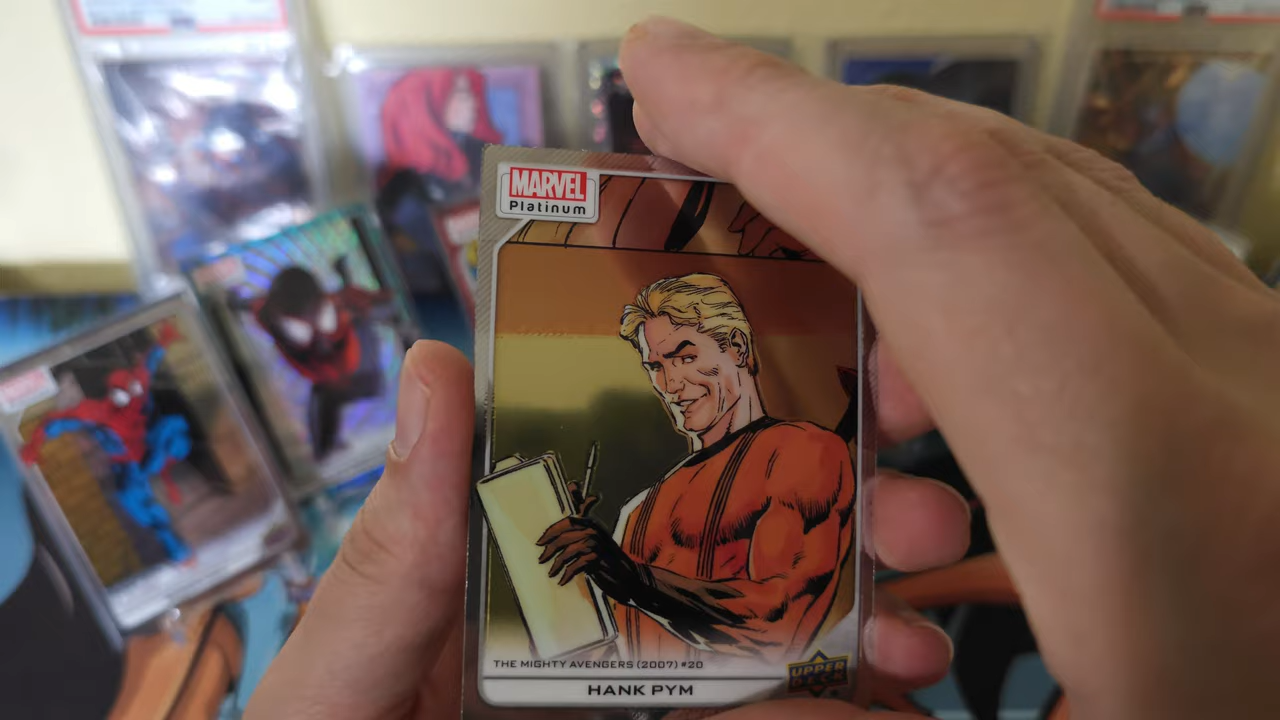 MARVEL
Platinum
THE MIGHTY AVENGERS (2007) #20
HANK PYM
UPPER
DECK